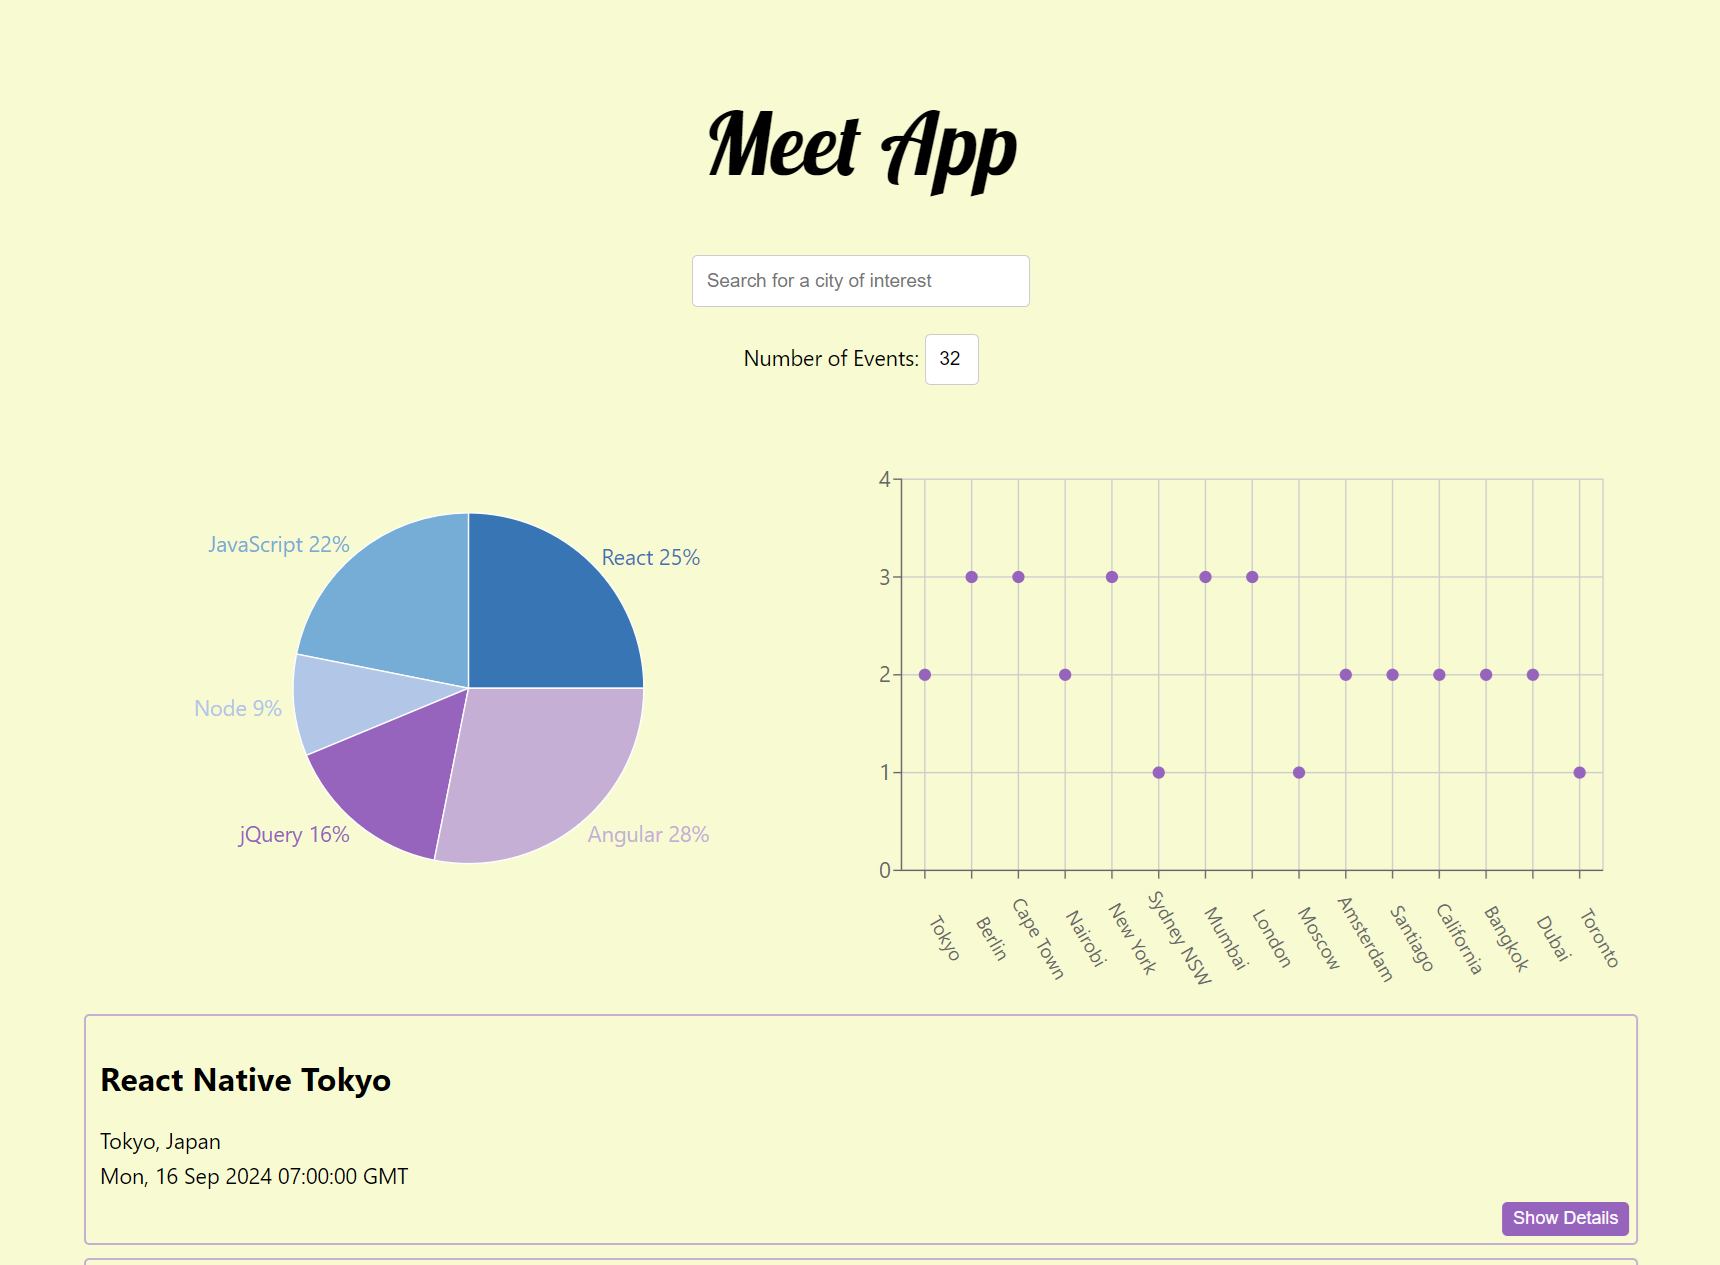 Meet App
Search for a city of interest
Number of Events: 32
JavaScript 22%
React 25%
Node 9%
jQuery 16%
Angular 28%
4
3
2
1
0
Tokyo
Berlin
Cape Town
Nairobi
New York
Sydney NSW
Mumbai
London
Moscow
Amsterdam
Santiago
California
Bangkok
Dubai
Toronto
React Native Tokyo
Tokyo, Japan
Mon, 16 Sep 2024 07:00:00 GMT
Show Details